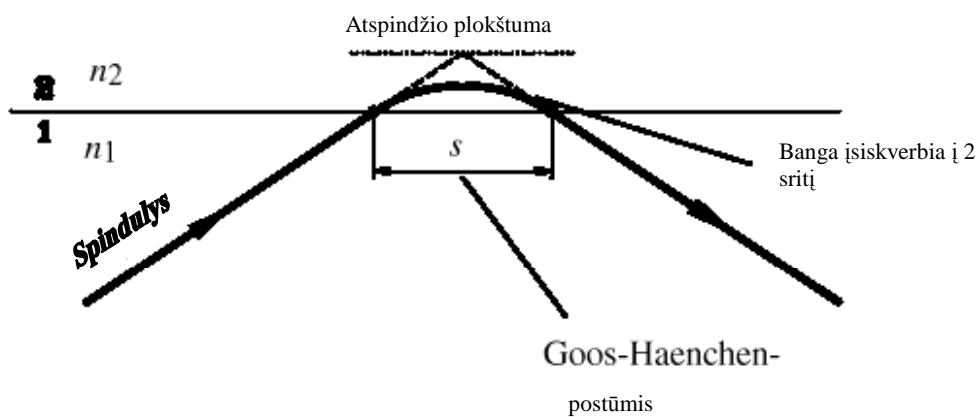 Atspindžio plokštuma
n2
2
1
n1
s
Banga įsiskverbia į 2
sritį
Spindulys
Goos-Haenchen-
postūmis